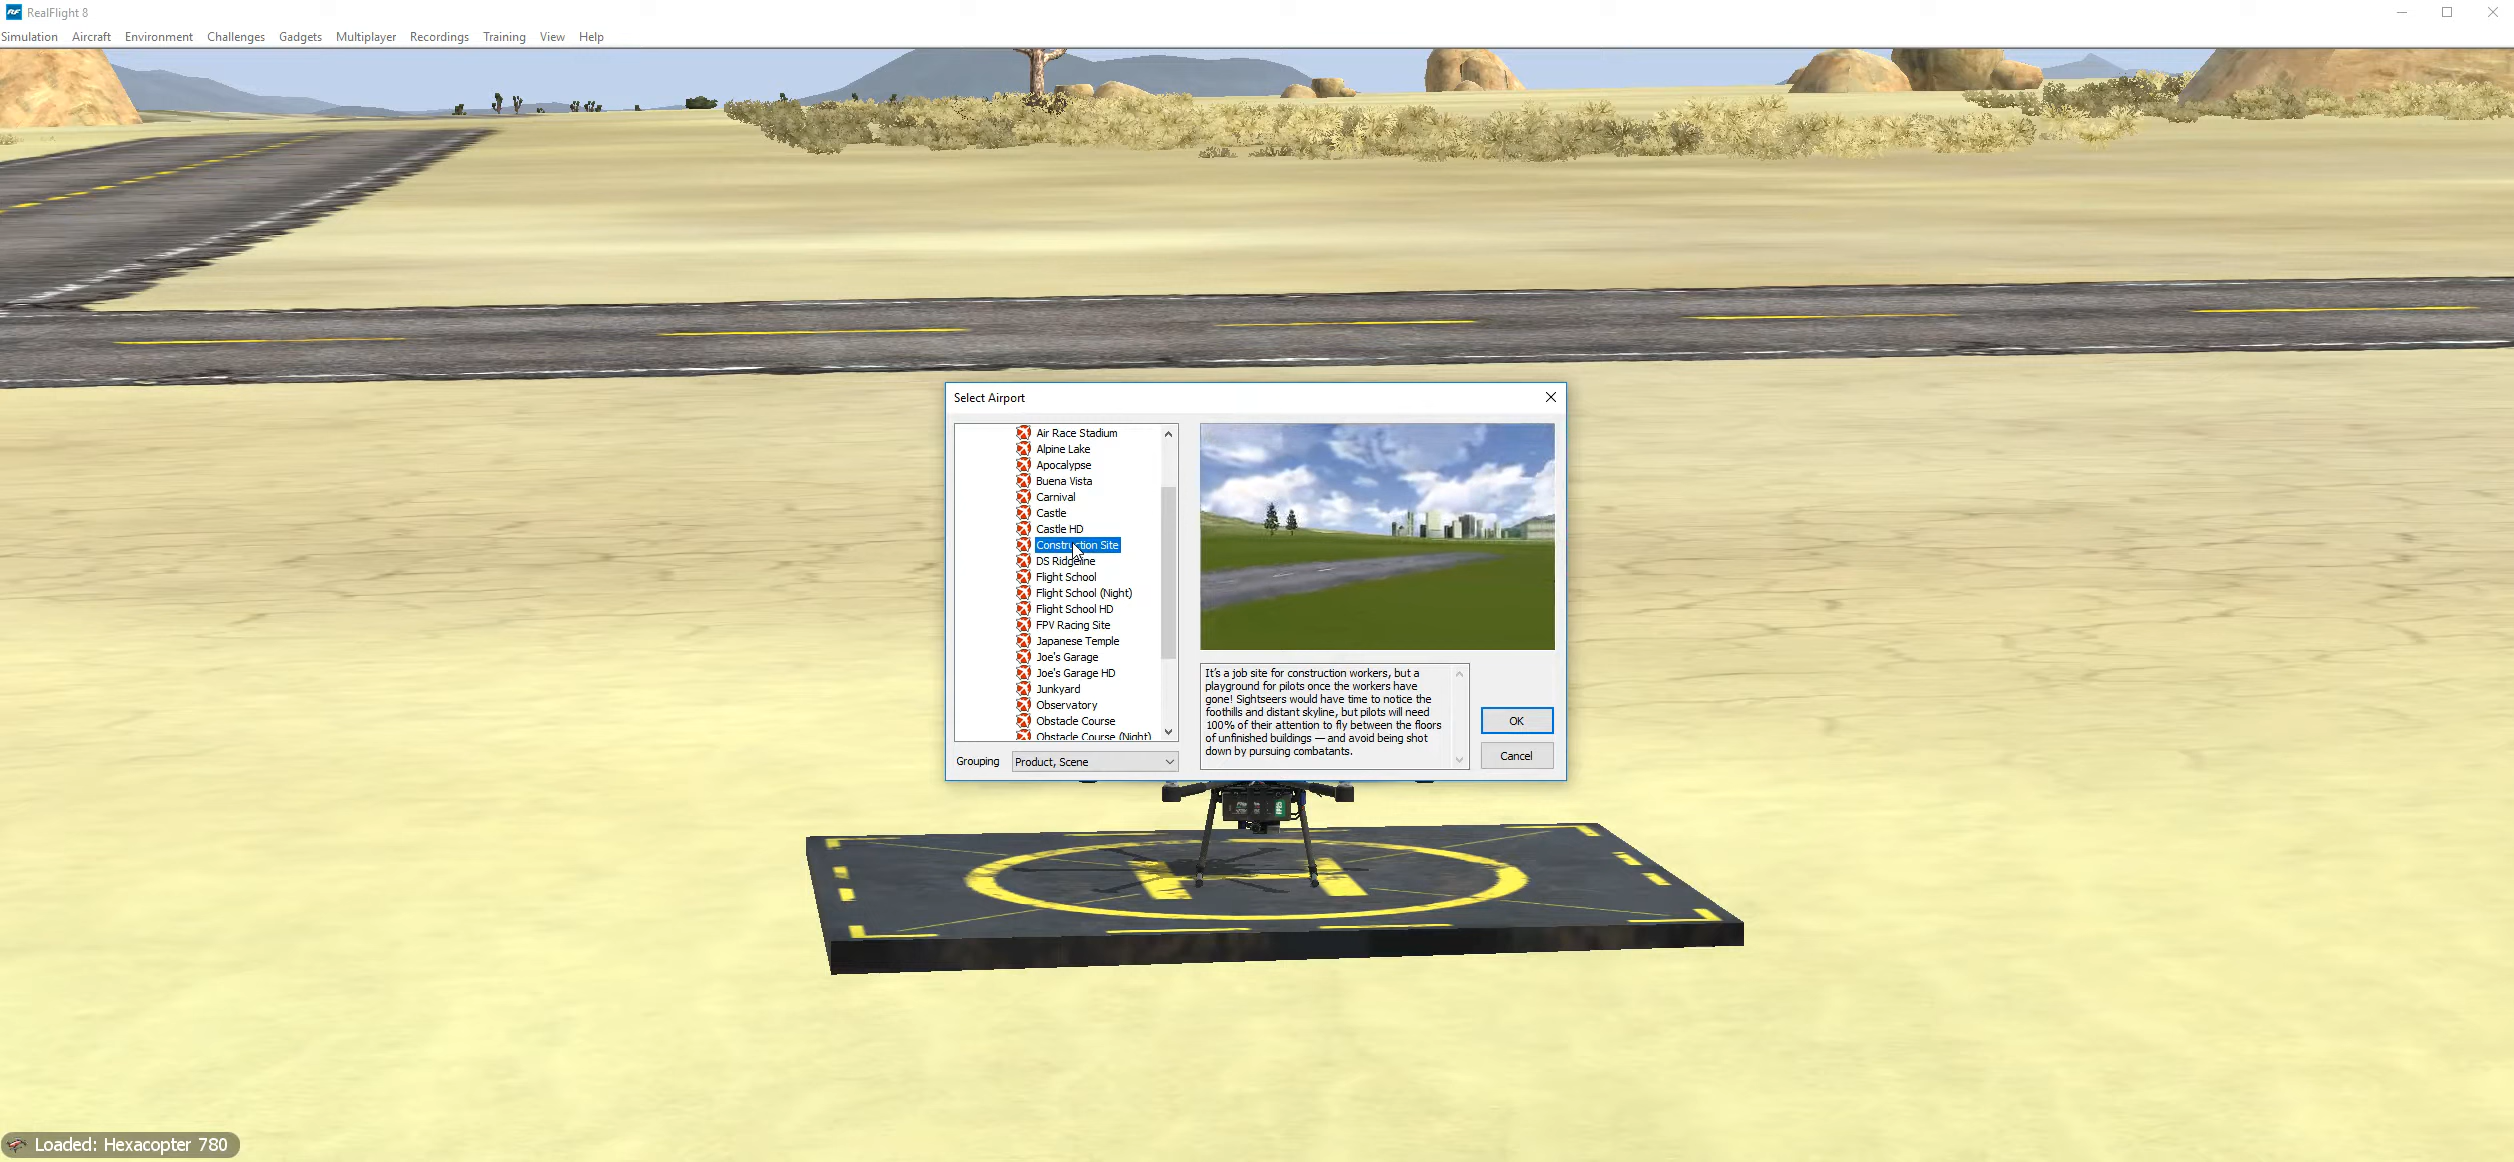 RealFlight 8
Simulation Aircraft Environment Challenges Gadgets Multiplayer Recordings Training View Help
Select Airport
Air Race Stadium
Alpine Lake
Apocalypse
Buena Vista
Carnival
Castle
Castle HD
Construction Site
DS Ridgeline
Flight School
Flight School (Night)
Flight School HD
FPV Racing Site
Japanese Temple
Joe's Garage
Joe's Garage HD
Junkyard
Observatory
Obstacle Course
Obstacle Course (Night)
Grouping Product, Scene
It's a job site for construction workers, but a
playground for pilots once the workers have
gone! Sightseers would have time to notice the
foothills and distant skyline, but pilots will need
100% of their attention to fly between the floors
of unfinished buildings — and avoid being shot
down by pursuing combatants.
OK
Cancel
H
Loaded: Hexacopter 780